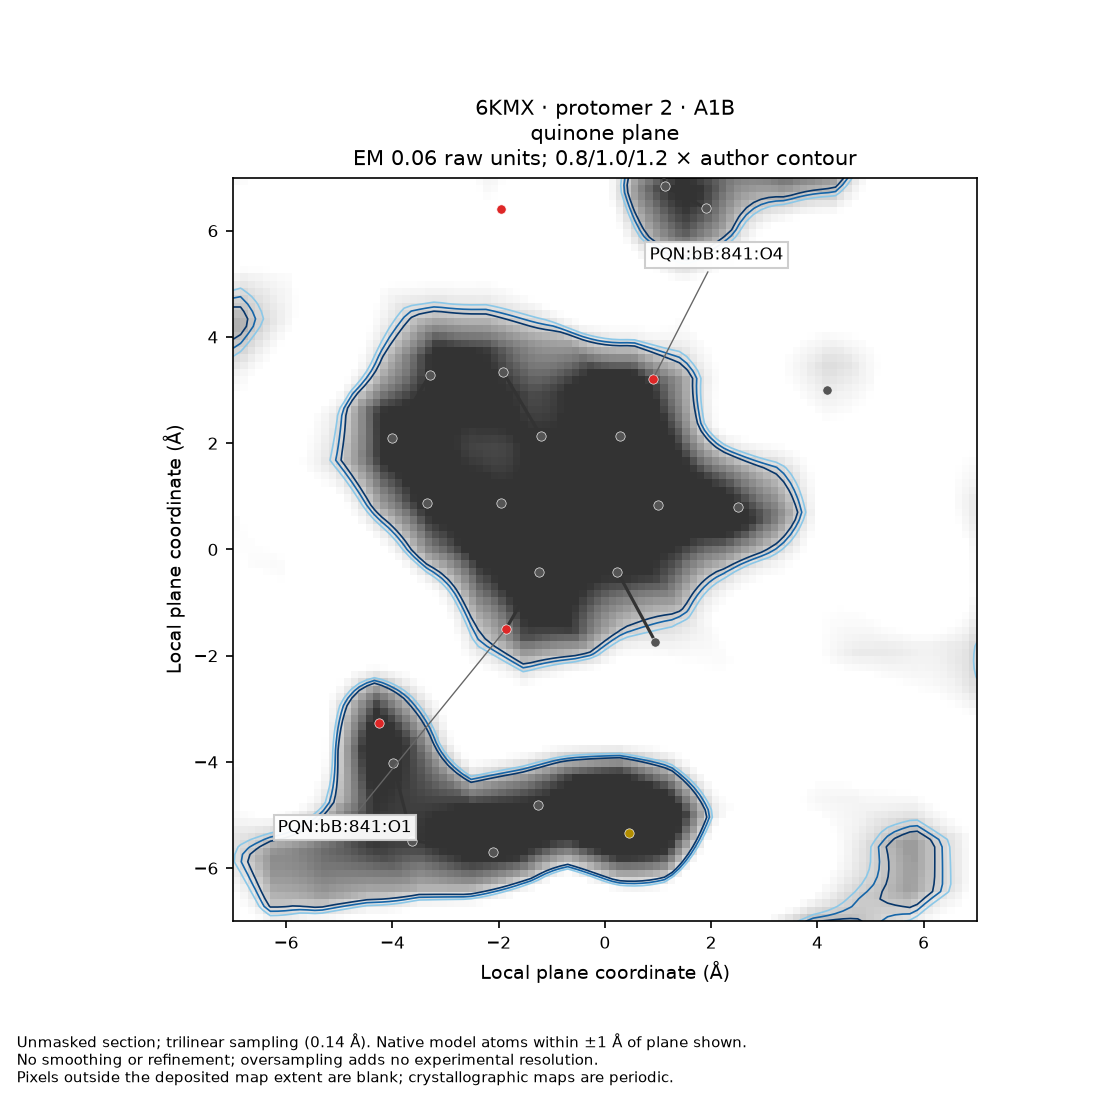 6KMX · protomer 2 · A1B
quinone plane
EM 0.06 raw units; 0.8/1.0/1.2 × author contour
6
PQN:bB:841:O4
4
2
Local plane coordinate (Å)
0
−2
−4
PQN:bB:841:O1
−6
−6 −4 −2 0 2 4 6
Local plane coordinate (Å)
Unmasked section; trilinear sampling (0.14 Å). Native model atoms within ±1 Å of plane shown.
No smoothing or refinement; oversampling adds no experimental resolution.
Pixels outside the deposited map extent are blank; crystallographic maps are periodic.